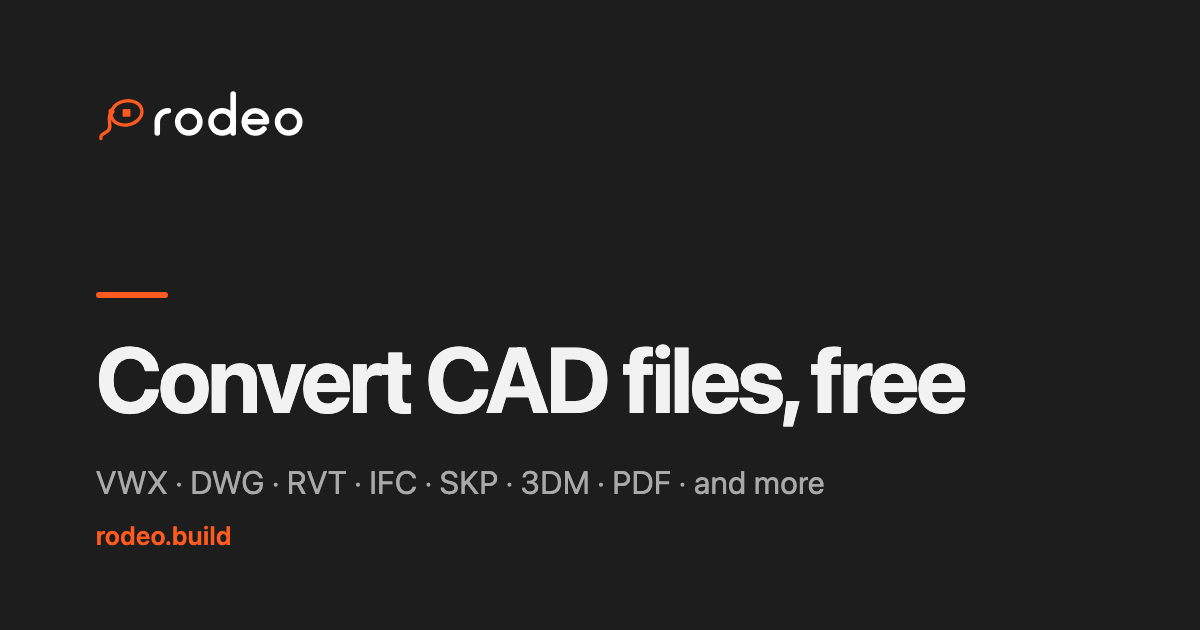 rodeo
Convert CAD files, free
VWX · DWG · RVT · IFC · SKP · 3DM · PDF · and more
rodeo.build